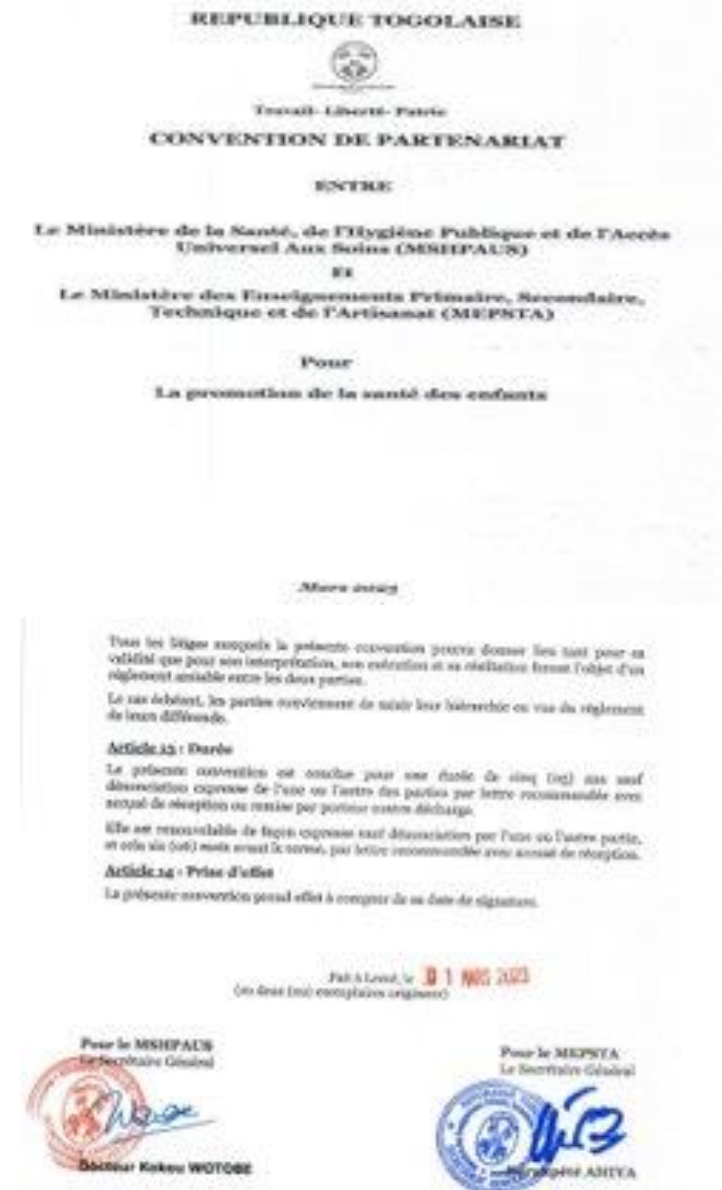 REPUBLIQUE TOGOLAISE
Travail- Liberté- Patrie
CONVENTION DE PARTENARIAT
ENTRE
Le Ministère de la Santé, de l'Hygiène Publique et de l'Accès
Universel Aux Soins (MSHPAUS)
Et
Le Ministère des Enseignements Primaire, Secondaire,
Technique et de l'Artisanat (MEPSTA)
Pour
La promotion de la santé des enfants
Mars 2023
Tous les litiges auxquels la présente convention pourra donner lieu tant pour sa
validité que pour son interprétation, son exécution et sa résiliation feront l'objet d'un
règlement amiable entre les deux parties.
Le cas échéant, les parties conviennent de saisir leur hiérarchie en vue du règlement
de leurs différends.
Article 13 : Durée
La présente convention est conclue pour une durée de cinq (05) ans sauf
dénonciation expresse de l'une ou l'autre des parties par lettre recommandée avec
accusé de réception ou remise par porteur contre décharge.
Elle est renouvelable de façon expresse sauf dénonciation par l'une ou l'autre partie,
et cela six (06) mois avant le terme, par lettre recommandée avec accusé de réception.
Article 14 : Prise d'effet
La présente convention prend effet à compter de sa date de signature.
Fait à Lomé, le 01 MARS 2023
(en deux (02) exemplaires originaux)
Pour le MSHPAUS
Le Secrétaire Général
Pour le MEPSTA
Le Secrétaire Général
Docteur Kokou WOTOBE